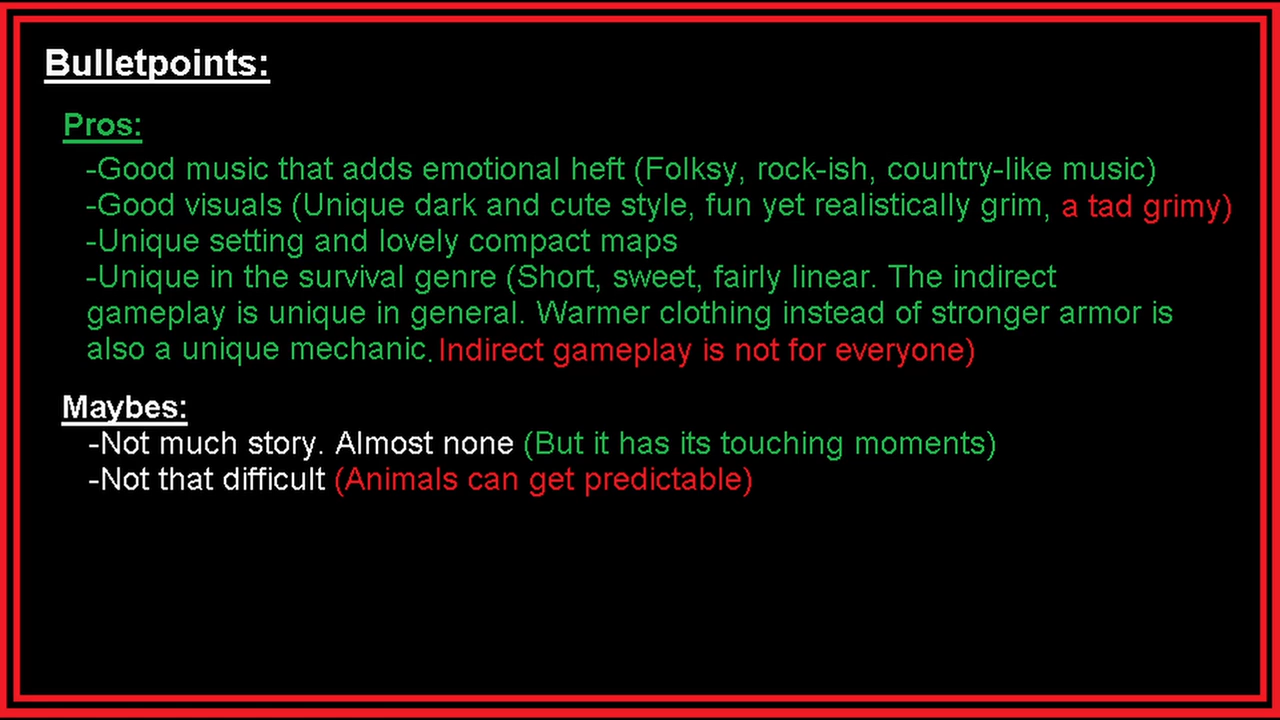 Bulletpoints:
Pros:
-Good music that adds emotional heft (Folksy, rock-ish, country-like music)
-Good visuals (Unique dark and cute style, fun yet realistically grim, a tad grimy)
-Unique setting and lovely compact maps
-Unique in the survival genre (Short, sweet, fairly linear. The indirect
gameplay is unique in general. Warmer clothing instead of stronger armor is
also a unique mechanic. Indirect gameplay is not for everyone)
Maybes:
-Not much story. Almost none (But it has its touching moments)
-Not that difficult (Animals can get predictable)